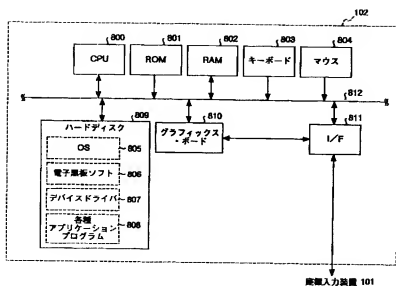 102
800
801
802
803
804
CPU
ROM
RAM
キーボード
マウス
812
809
810
811
ハードディスク
グラフィックス
・ボード
I/F
OS
805
電子黒板ソフト
806
デバイスドライバ
807
各種
アプリケーション
プログラム
808
座標入力装置 101